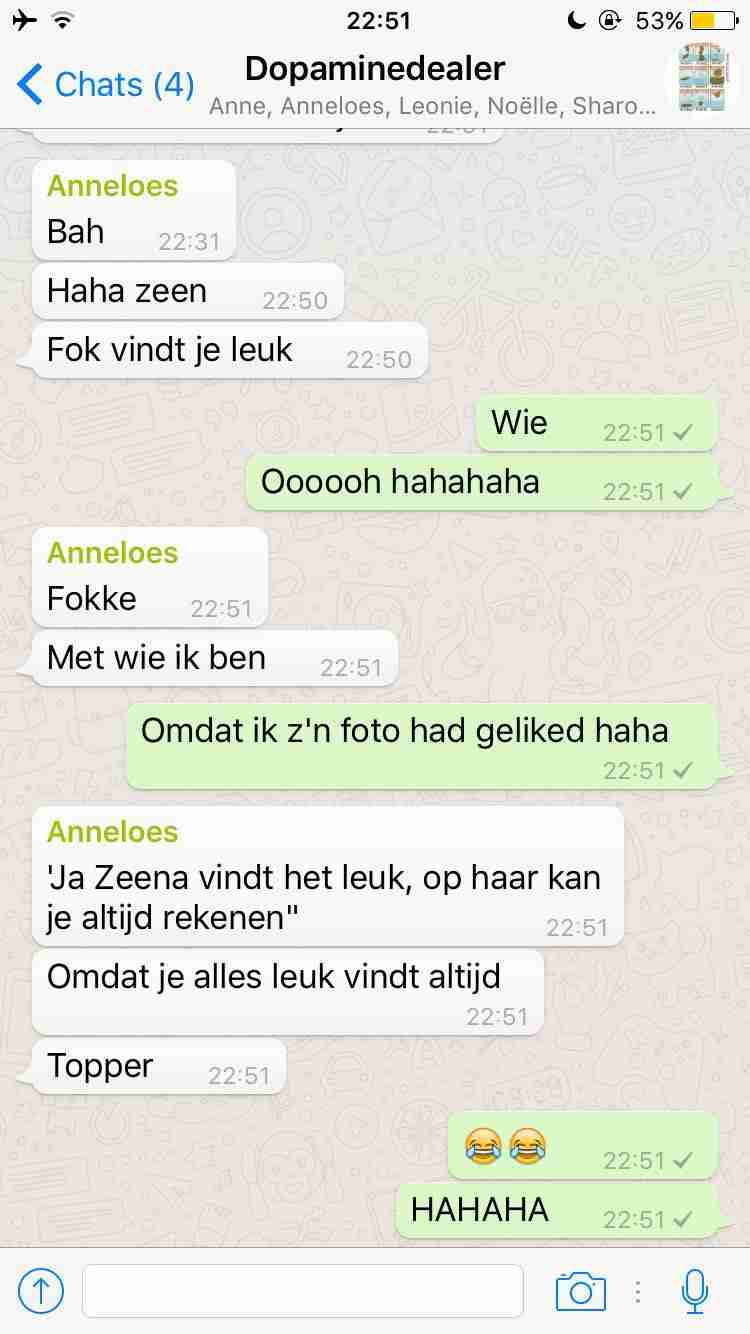 22:51
53%
Chats (4)
Dopaminedealer
Anne, Anneloes, Leonie, Noëlle, Sharo...
Anneloes
Bah 22:31
Haha zeen 22:50
Fok vindt je leuk 22:50
Wie 22:51
Oooooh hahahaha 22:51
Anneloes
Fokke 22:51
Met wie ik ben 22:51
Omdat ik z'n foto had geliked haha
22:51
Anneloes
'Ja Zeena vindt het leuk, op haar kan
je altijd rekenen" 22:51
Omdat je alles leuk vindt altijd
22:51
Topper 22:51
😂😂 22:51
HAHAHA 22:51